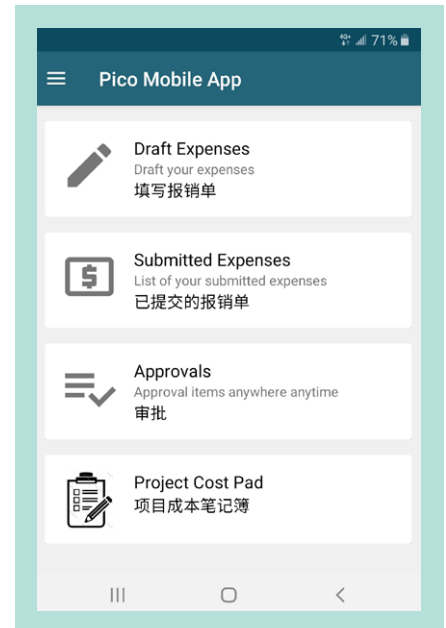 4G+ 71%
Pico Mobile App
Draft Expenses
Draft your expenses
填写报销单
Submitted Expenses
List of your submitted expenses
已提交的报销单
Approvals
Approval items anywhere anytime
审批
Project Cost Pad
项目成本笔记簿